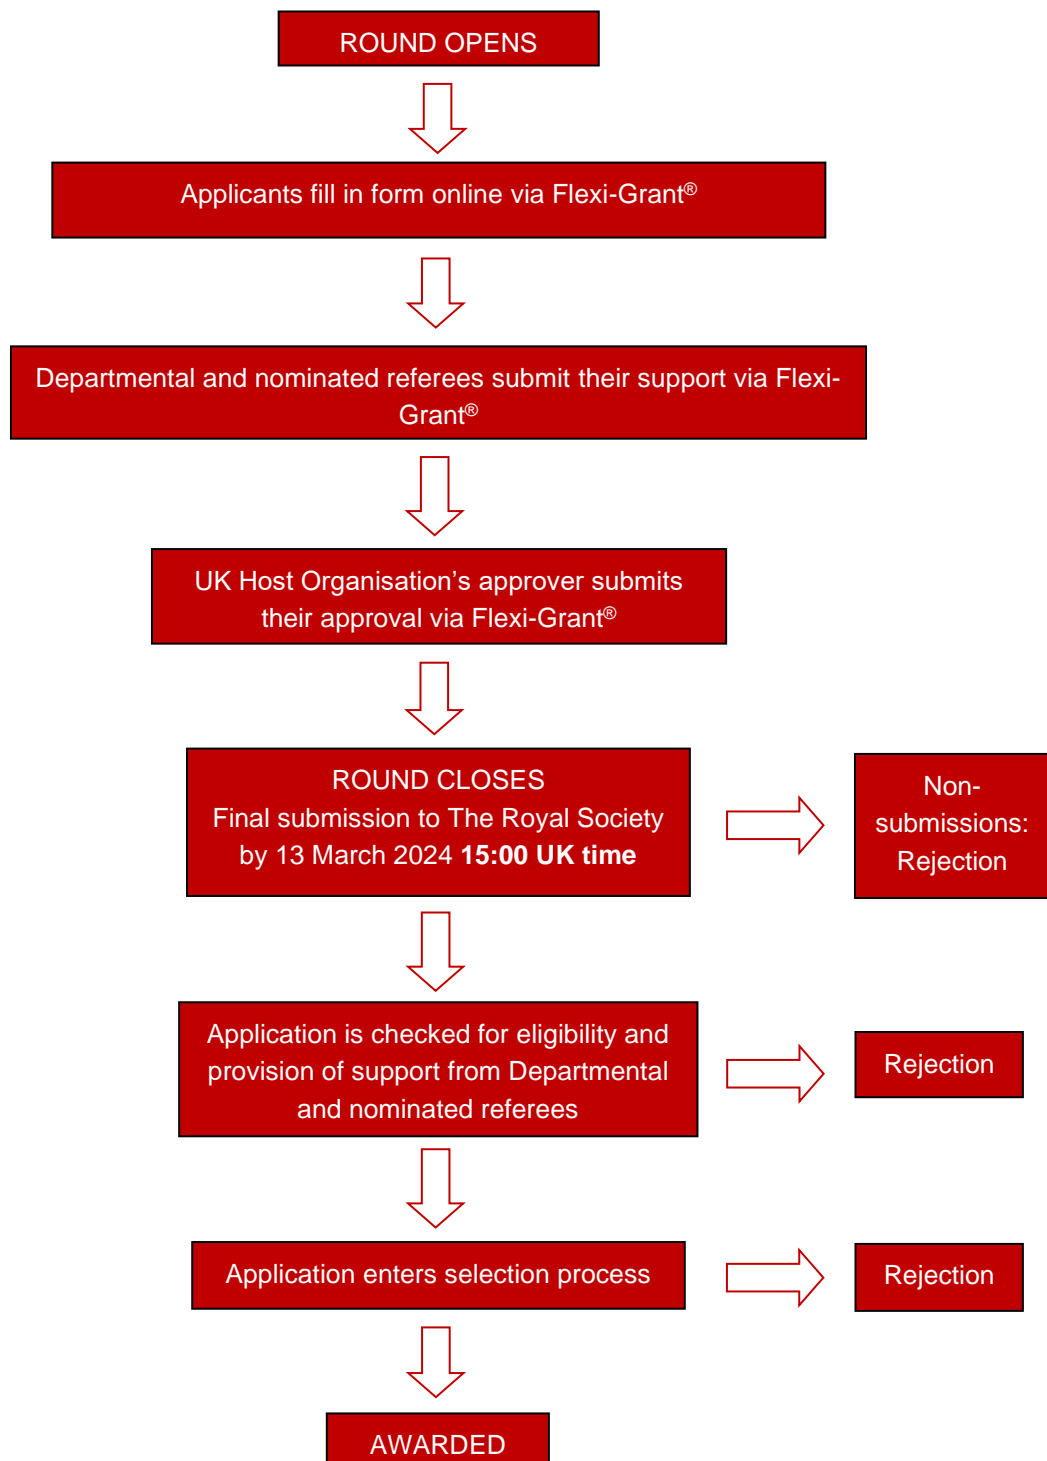 ROUND OPENS
Applicants fill in form online via Flexi-Grant®
Departmental and nominated referees submit their support via Flexi-
Grant®
UK Host Organisation’s approver submits
their approval via Flexi-Grant®
ROUND CLOSES
Final submission to The Royal Society
by 13 March 2024 15:00 UK time
Non-
submissions:
Rejection
Application is checked for eligibility and
provision of support from Departmental
and nominated referees
Rejection
Application enters selection process
Rejection
AWARDED